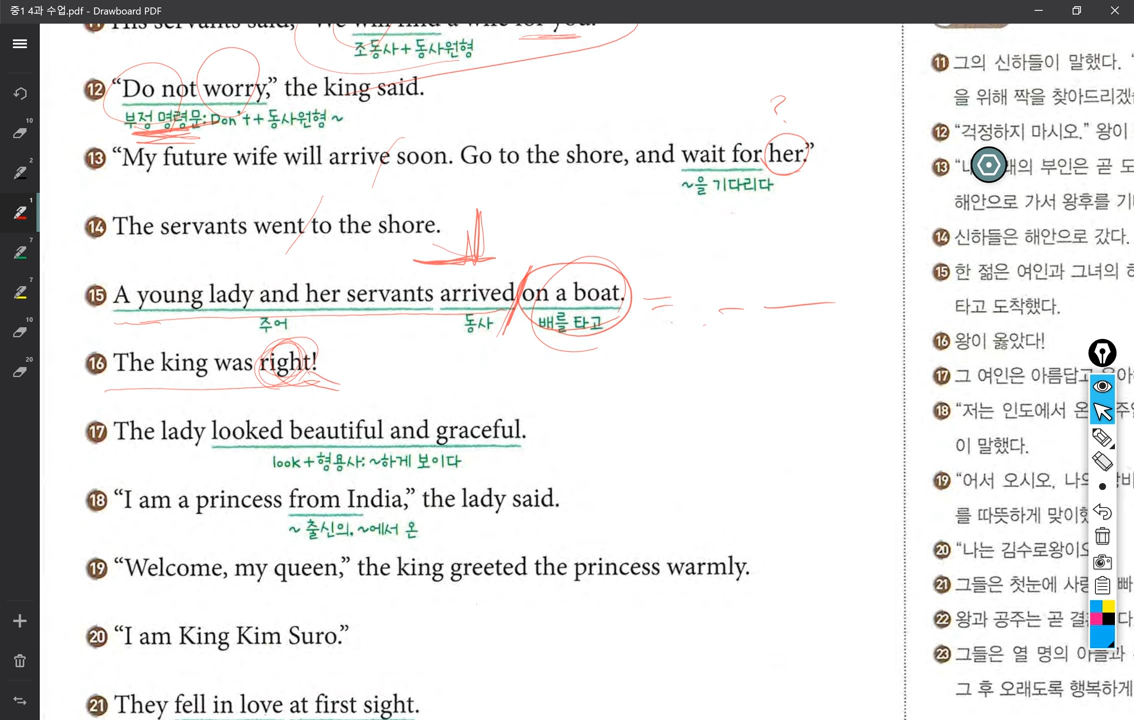 중1 4과 수업.pdf - Drawboard PDF
조동사 + 동사원형
⑫ “Do not worry,” the king said.
부정 명령문: Don't + 동사원형 ~
⑬ “My future wife will arrive soon. Go to the shore, and wait for her.”
?
~을 기다리다
⑭ The servants went to the shore.
⑮ A young lady and her servants arrived on a boat.
주어 동사 배를 타고
⑯ The king was right!
⑰ The lady looked beautiful and graceful.
look + 형용사: ~하게 보이다
⑱ “I am a princess from India,” the lady said.
~ 출신의, ~에서 온
⑲ “Welcome, my queen,” the king greeted the princess warmly.
⑳ “I am King Kim Suro.”
㉑ They fell in love at first sight.
⑪ 그의 신하들이 말했다.
을 위해 짝을 찾아드리겠
⑫ “걱정하지 마시오.” 왕이
⑬ 부인은 곧 도
해안으로 가서 왕후를 기
⑭ 신하들은 해안으로 갔다.
⑮ 한 젊은 여인과 그녀의
타고 도착했다.
⑯ 왕이 옳았다!
⑰ 그 여인은 아름답고
⑱ “저는 인도에서 온
이 말했다.
⑲ “어서 오시오,
를 따뜻하게
⑳ “나는 김수로왕이오
㉑ 그들은 첫눈에
㉒ 왕과 공주는 곧
㉓ 그들은 열 명의
그 후 오래도록 행복하게